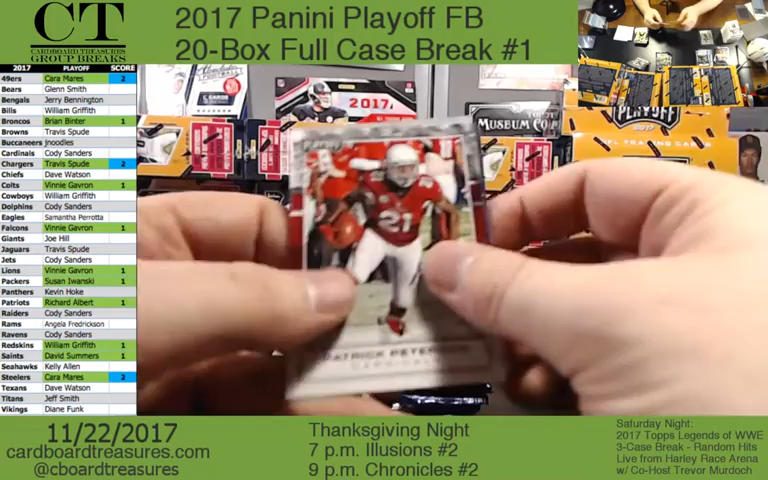 CT
CARDBOARD TREASURES
GROUP BREAKS
2017 Panini Playoff FB
20-Box Full Case Break #1
2017 PLAYOFF SCORE
49ers Cara Mares 2
Bears Glenn Smith
Bengals Jerry Bennington
Bills William Griffith
Broncos Brian Binter 1
Browns Travis Spude
Buccaneers Jnoodles
Cardinals Cody Sanders
Chargers Travis Spude 2
Chiefs Dave Watson
Colts Vinnie Gavron 1
Cowboys William Griffith
Dolphins Cody Sanders
Eagles Samantha Perrotta
Falcons Vinnie Gavron 1
Giants Joe Hill
Jaguars Travis Spude
Jets Cody Sanders
Lions Vinnie Gavron 1
Packers Susan Iwanski 1
Panthers Kevin Hoke
Patriots Richard Albert 1
Raiders Cody Sanders
Rams Angela Fredrickson
Ravens Cody Sanders
Redskins William Griffith 1
Saints David Summers 1
Seahawks Kelly Allen
Steelers Cara Mares 2
Texans Dave Watson
Titans Jeff Smith
Vikings Diane Funk
2017
MUSEUM
PLAYOFF
2017
21
PATRICK
CARDINALS
11/22/2017
cardboardtreasures.com
@cboardtreasures
Thanksgiving Night
7 p.m. Illusions #2
9 p.m. Chronicles #2
Saturday Night:
2017 Topps Legends of WWE
3-Case Break - Random Hits
Live from Harley Race Arena
w/ Co-Host Trevor Murdoch